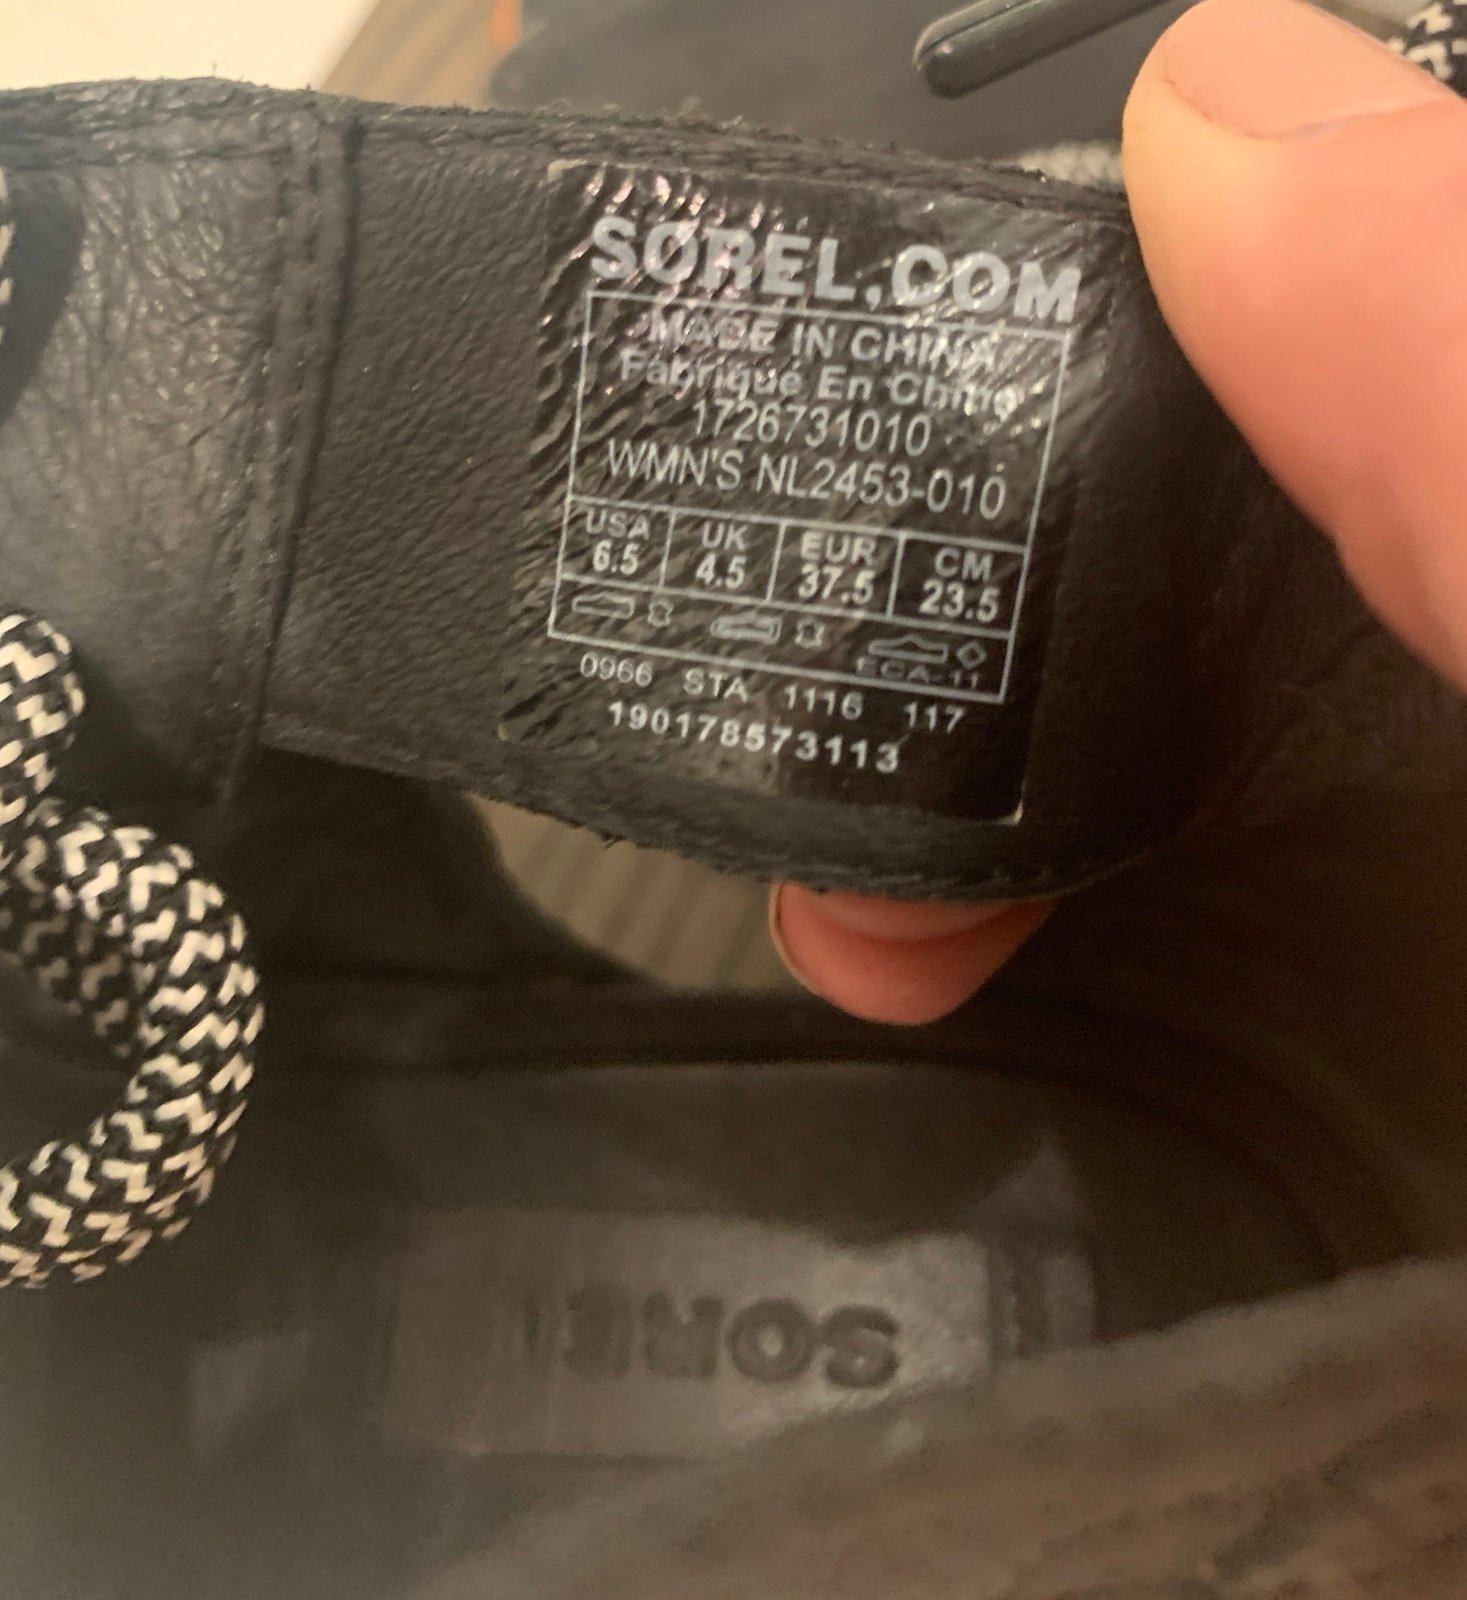 SOREL.COM
MADE IN CHINA
Fabriqué En Chine
1726731010
WMN'S NL2453-010
USA UK EUR CM
6.5 4.5 37.5 23.5
ECA-11
0966 STA 1116 117
190178573113
SOREL